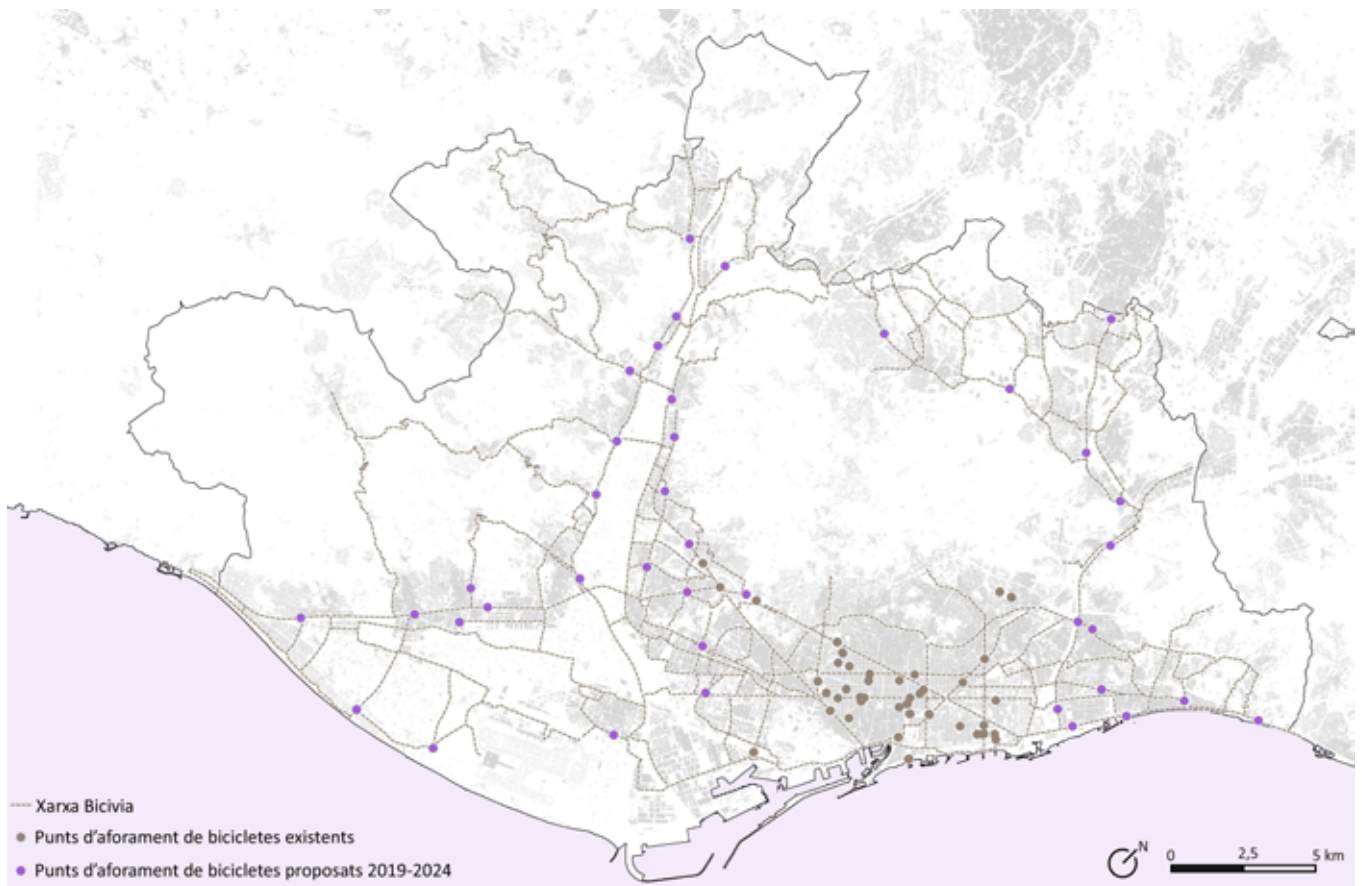 Xarxa Bicivia
Punts d'aforament de bicicletes existents
Punts d'aforament de bicicletes proposats 2019-2024
N
0 2,5 5 km